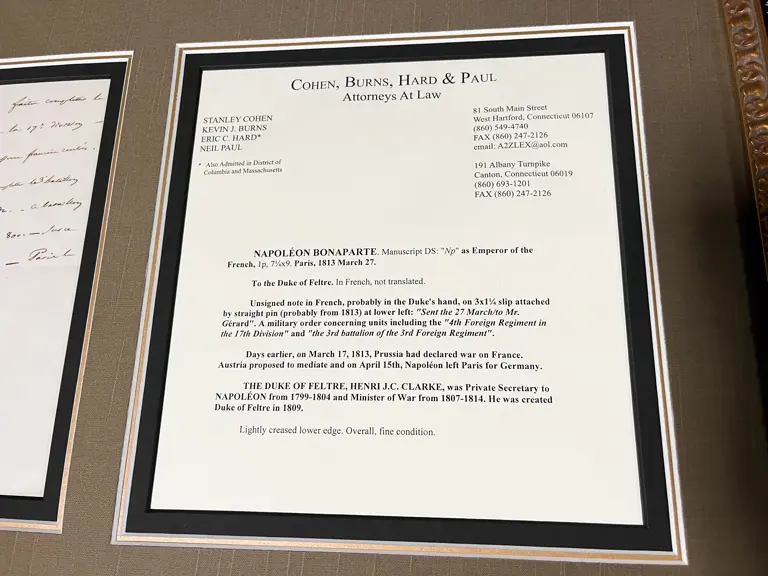 faite compléter le
la 17e Division
800.
COHEN, BURNS, HARD & PAUL
Attorneys At Law
STANLEY COHEN
KEVIN J. BURNS
ERIC C. HARD*
NEIL PAUL
* Also Admitted in District of
Columbia and Massachusetts
81 South Main Street
West Hartford, Connecticut 06107
(860) 549-4740
FAX (860) 247-2126
email: A2ZLEX@aol.com
191 Albany Turnpike
Canton, Connecticut 06019
(860) 693-1201
FAX (860) 247-2126
NAPOLÉON BONAPARTE. Manuscript DS: "Np" as Emperor of the
French, 1p, 7¼x9. Paris, 1813 March 27.
To the Duke of Feltre. In French, not translated.
Unsigned note in French, probably in the Duke's hand, on 3x1¼ slip attached
by straight pin (probably from 1813) at lower left: "Sent the 27 March/to Mr.
Gérard". A military order concerning units including the "4th Foreign Regiment in
the 17th Division" and "the 3rd battalion of the 3rd Foreign Regiment".
Days earlier, on March 17, 1813, Prussia had declared war on France.
Austria proposed to mediate and on April 15th, Napoléon left Paris for Germany.
THE DUKE OF FELTRE, HENRI J.C. CLARKE, was Private Secretary to
NAPOLÉON from 1799-1804 and Minister of War from 1807-1814. He was created
Duke of Feltre in 1809.
Lightly creased lower edge. Overall, fine condition.